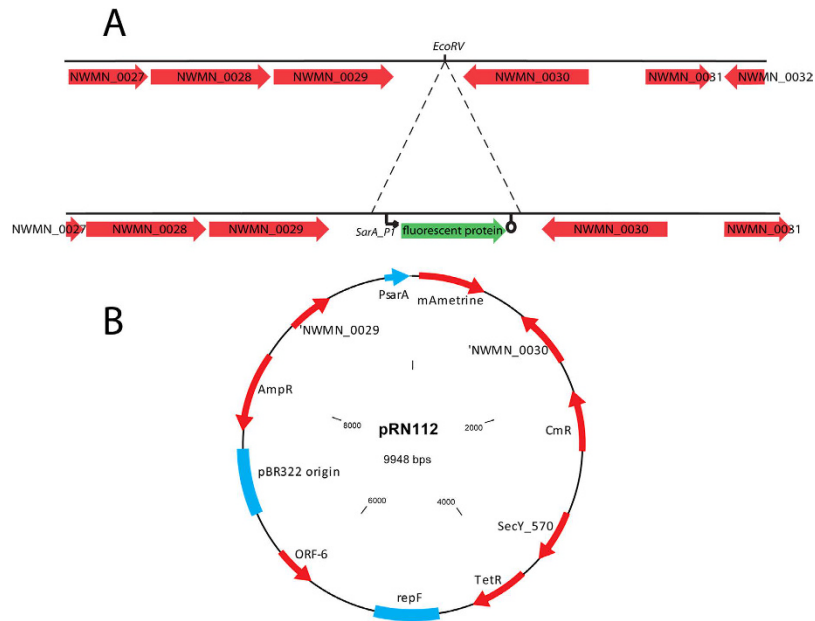 A
EcoRV
NWMN_0027 NWMN_0028 NWMN_0029 NWMN_0030 NWMN_0031 NWMN_0032
NWMN_0027 NWMN_0028 NWMN_0029 SarA_P1 fluorescent protein NWMN_0030 NWMN_0031
B
PsarA mAmetrine
'NWMN_0029 'NWMN_0030
AmpR CmR
8000 pRN112 2000
9948 bps
pBR322 origin
6000 4000
SecY_570
ORF-6 TetR
repF